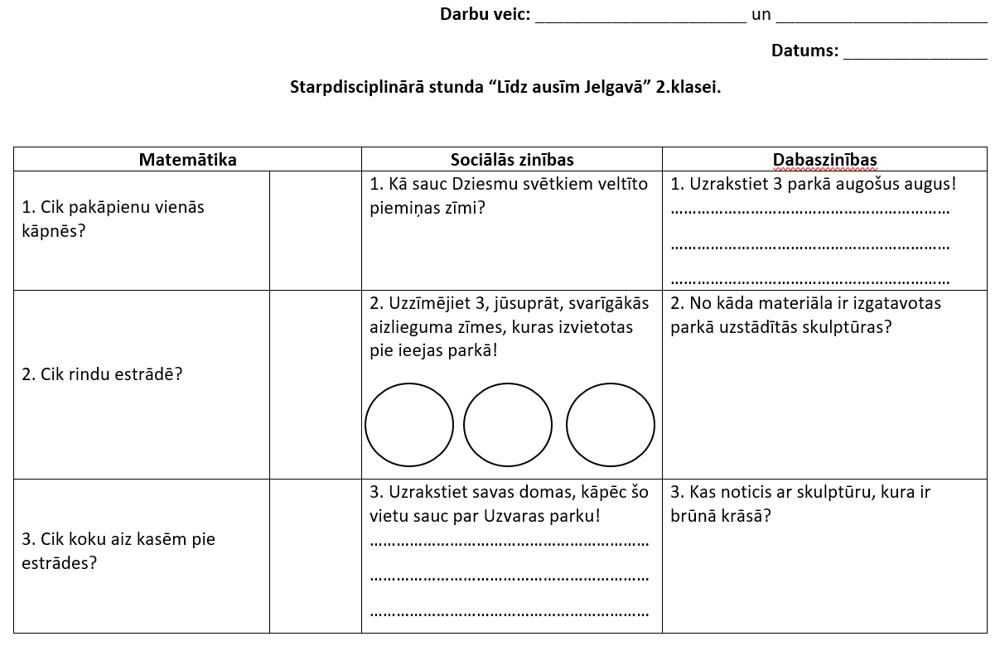 Darbu veic: ______________________ un ______________________
Datums: _______________
Starpdisciplinārā stunda “Līdz ausīm Jelgavā” 2.klasei.
Matemātika
Sociālās zinības
Dabaszinības
1. Cik pakāpienu vienās
kāpnēs?
1. Kā sauc Dziesmu svētkiem veltīto
piemiņas zīmi?
1. Uzrakstiet 3 parkā augošus augus!
………………………………………………………
………………………………………………………
………………………………………………………
2. Cik rindu estrādē?
2. Uzzīmējiet 3, jūsuprāt, svarīgākās
aizlieguma zīmes, kuras izvietotas
pie ieejas parkā!
2. No kāda materiāla ir izgatavotas
parkā uzstādītās skulptūras?
3. Cik koku aiz kasēm pie
estrādes?
3. Uzrakstiet savas domas, kāpēc šo
vietu sauc par Uzvaras parku!
………………………………………………………
………………………………………………………
………………………………………………………
3. Kas noticis ar skulptūru, kura ir
brūnā krāsā?